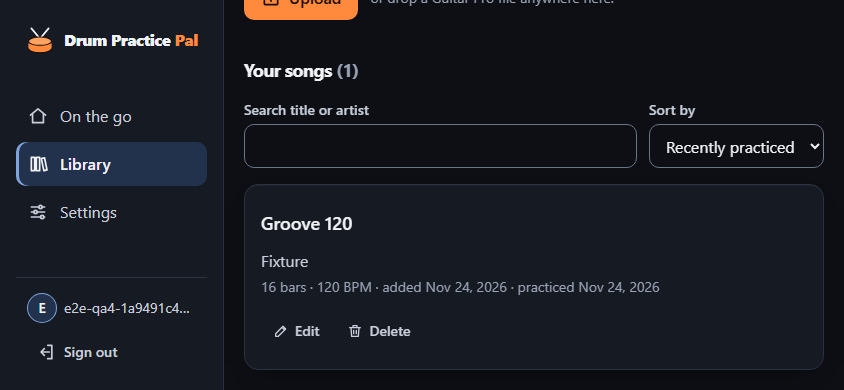 Upload
or drop a Guitar Pro file anywhere here.
Drum Practice Pal
On the go
Library
Settings
E
e2e-qa4-1a9491c4...
Sign out
Your songs (1)
Search title or artist
Sort by
Recently practiced
Groove 120
Fixture
16 bars · 120 BPM · added Nov 24, 2026 · practiced Nov 24, 2026
Edit
Delete